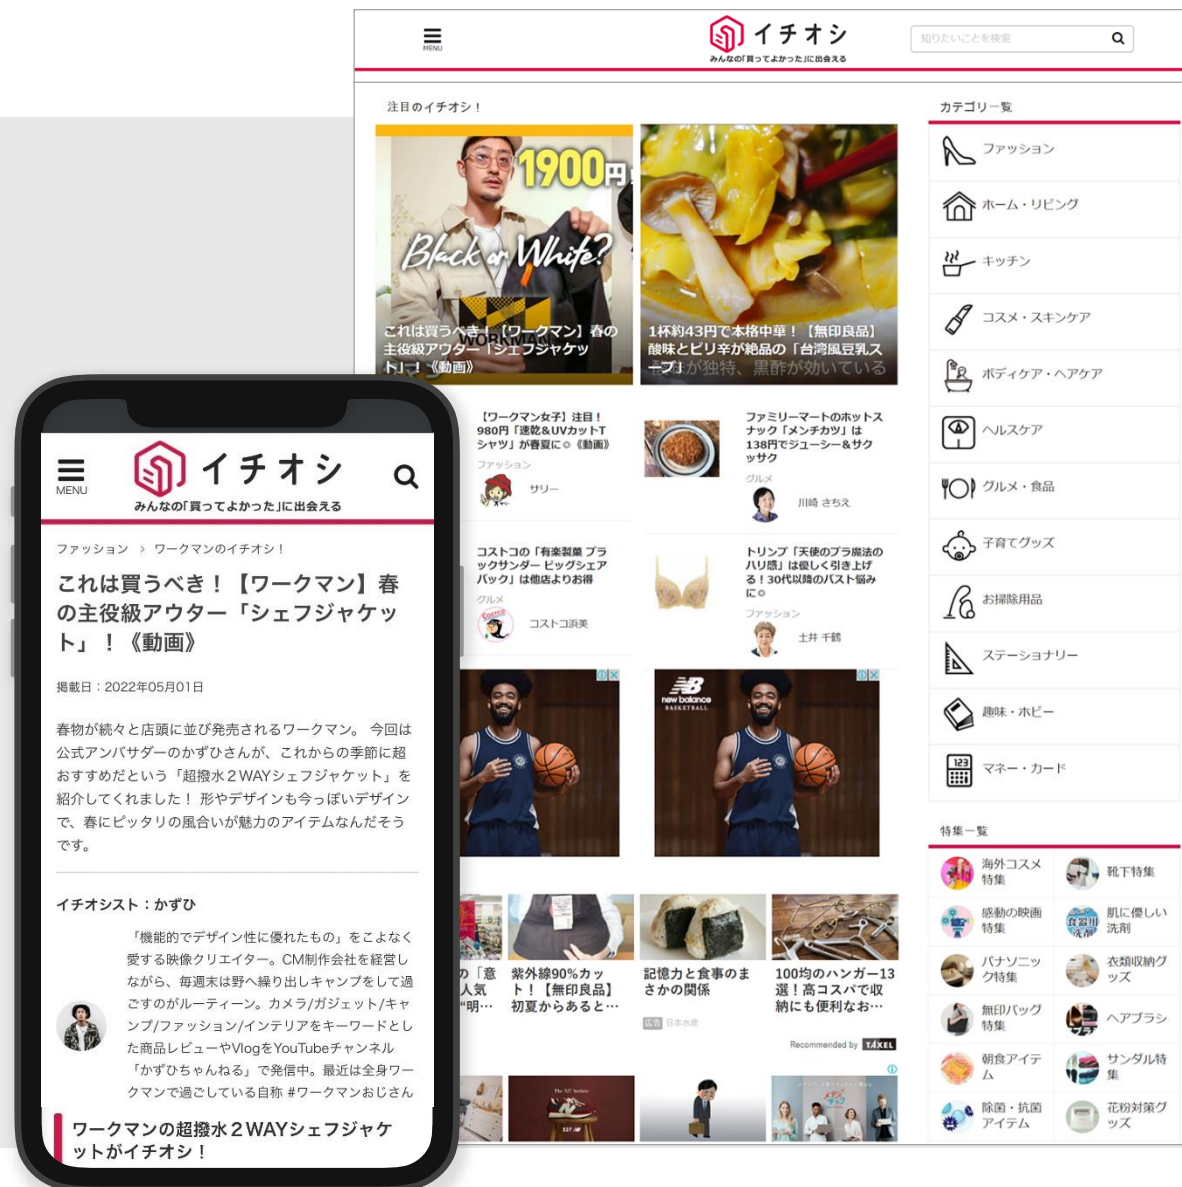 MENU
イチオシ
みんなの「買ってよかった」に出会える
知りたいことを検索
注目のイチオシ！
1900円
Black or White?
WORKMAN
これは買うべき！【ワークマン】春の
主役級アウター「シェフジャケッ
ト」！《動画》
1杯約43円で本格中華！【無印良品】
酸味とピリ辛が絶品の「台湾風豆乳ス
ープ」
が独特、黒酢が効いている
【ワークマン女子】注目！
980円「速乾&UVカットT
シャツ」が春夏に◎《動画》
ファッション
サリー
ファミリーマートのホットス
ナック「メンチカツ」は
138円でジューシー&サク
ッサク
グルメ
川崎 さちえ
コストコの「有楽製菓 ブラ
ックサンダー ビッグシェア
パック」は他店よりお得
グルメ
コストコ浜美
トリンプ「天使のブラ魔法の
ハリ感」は優しく引き上げ
る！30代以降のバスト悩み
に◎
ファッション
土井 千鶴
new balance
BASKETBALL
の「意
人気
“明…
紫外線90%カッ
ト！【無印良品】
初夏からあると…
記憶力と食事のま
さかの関係
広告 日本水産
100均のハンガー13
選！高コスパで収
納にも便利なお…
Recommended by TAXEL
The 327 Archive
327
カテゴリ一覧
ファッション
ホーム・リビング
キッチン
コスメ・スキンケア
ボディケア・ヘアケア
ヘルスケア
グルメ・食品
子育てグッズ
お掃除用品
ステーショナリー
趣味・ホビー
123
マネー・カード
特集一覧
海外コスメ
特集
靴下特集
感動の映画
特集
食器用
洗剤
肌に優しい
洗剤
パナソニッ
ク特集
衣類収納グ
ッズ
無印バッグ
特集
ヘアブラシ
朝食アイテ
ム
サンダル特
集
除菌・抗菌
アイテム
花粉対策グ
ッズ
MENU
イチオシ
みんなの「買ってよかった」に出会える
ファッション > ワークマンのイチオシ！
これは買うべき！【ワークマン】春
の主役級アウター「シェフジャケッ
ト」！《動画》
掲載日：2022年05月01日
春物が続々と店頭に並び発売されるワークマン。 今回は
公式アンバサダーのかずひさんが、これからの季節に超
おすすめだという「超撥水２WAYシェフジャケット」を
紹介してくれました！ 形やデザインも今っぽいデザイン
で、春にピッタリの風合いが魅力のアイテムなんだそう
です。
イチオシスト：かずひ
「機能的でデザイン性に優れたもの」をこよなく
愛する映像クリエイター。CM制作会社を経営し
ながら、毎週末は野へ繰り出しキャンプをして過
ごすのがルーティーン。カメラ/ガジェット/キャ
ンプ/ファッション/インテリアをキーワードとし
た商品レビューやVlogをYouTubeチャンネル
「かずひちゃんねる」で発信中。最近は全身ワー
クマンで過ごしている自称 #ワークマンおじさん
ワークマンの超撥水２WAYシェフジャケ
ットがイチオシ！